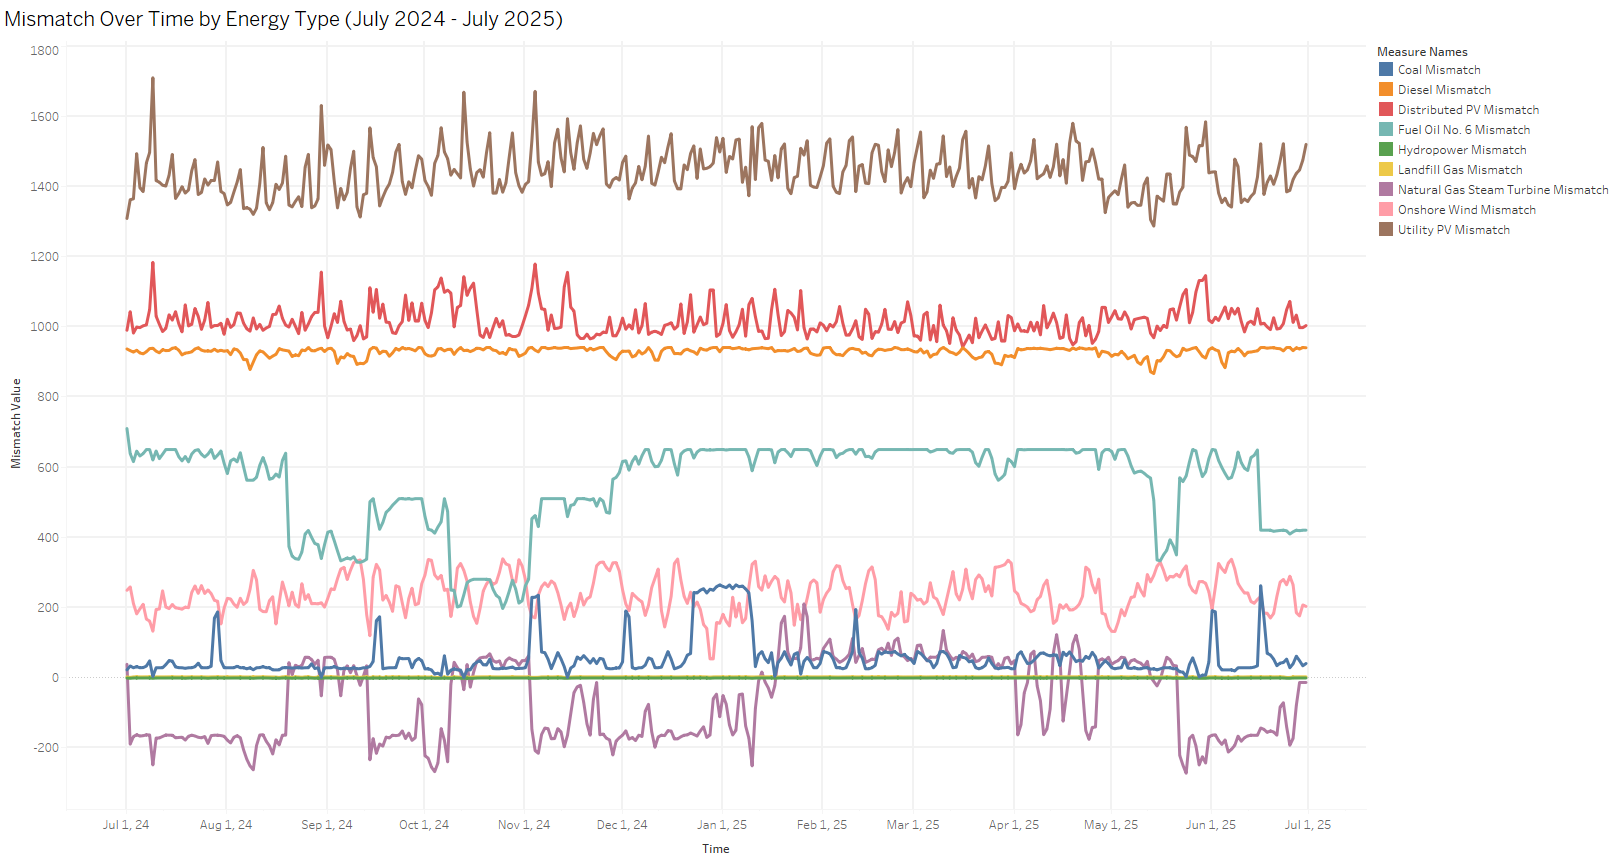 Mismatch Over Time by Energy Type (July 2024 - July 2025)
Measure Names
Coal Mismatch
Diesel Mismatch
Distributed PV Mismatch
Fuel Oil No. 6 Mismatch
Hydropower Mismatch
Landfill Gas Mismatch
Natural Gas Steam Turbine Mismatch
Onshore Wind Mismatch
Utility PV Mismatch
Mismatch Value
1800
1600
1400
1200
1000
800
600
400
200
0
-200
Jul 1, 24
Aug 1, 24
Sep 1, 24
Oct 1, 24
Nov 1, 24
Dec 1, 24
Jan 1, 25
Feb 1, 25
Mar 1, 25
Apr 1, 25
May 1, 25
Jun 1, 25
Jul 1, 25
Time